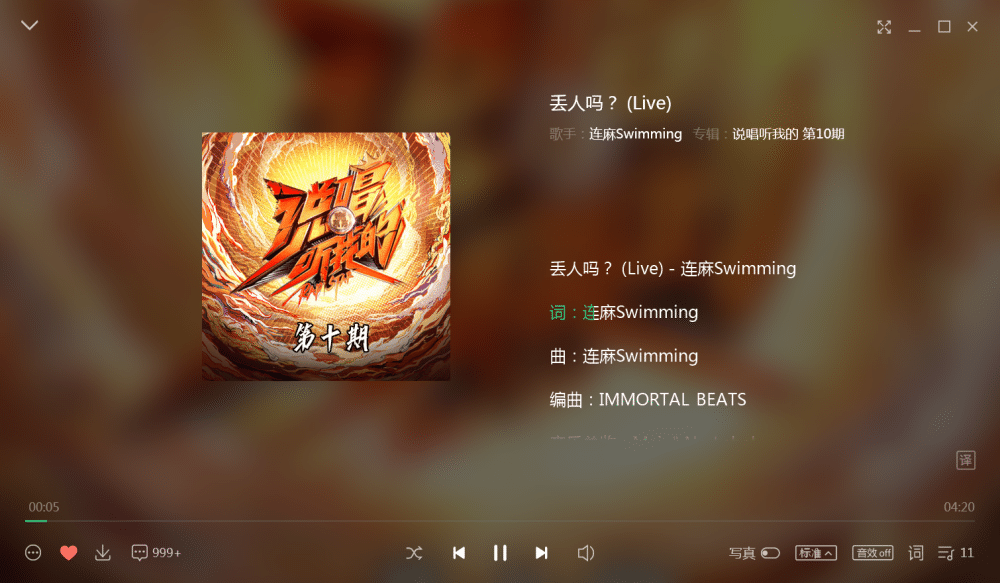 丢人吗？ (Live)
歌手：连麻Swimming 专辑：说唱听我的 第10期
说唱
听我的
第十期
丢人吗？ (Live) - 连麻Swimming
词：连麻Swimming
曲：连麻Swimming
编曲：IMMORTAL BEATS
译
00:05
04:20
999+
写真
标准
音效 off
词
11